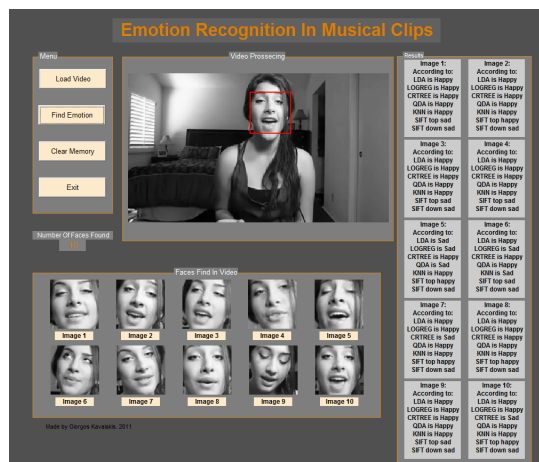 Emotion Recognition In Musical Clips
Menu
Load Video
Find Emotion
Clear Memory
Exit
Number Of Faces Found
10
Video Prossecing
Faces Find In Video
Image 1
Image 2
Image 3
Image 4
Image 5
Image 6
Image 7
Image 8
Image 9
Image 10
Made by Giorgos Kavalakis, 2011
Results
Image 1:
According to:
LDA is Happy
LOGREG is Happy
CRTREE is Happy
QDA is Happy
KNN is Happy
SIFT top sad
SIFT down sad
Image 2:
According to:
LDA is Happy
LOGREG is Happy
CRTREE is Happy
QDA is Happy
KNN is Happy
SIFT top happy
SIFT down sad
Image 3:
According to:
LDA is Happy
LOGREG is Happy
CRTREE is Happy
QDA is Happy
KNN is Happy
SIFT top sad
SIFT down sad
Image 4:
According to:
LDA is Happy
LOGREG is Happy
CRTREE is Happy
QDA is Happy
KNN is Happy
SIFT top happy
SIFT down sad
Image 5:
According to:
LDA is Sad
LOGREG is Sad
CRTREE is Happy
QDA is Sad
KNN is Happy
SIFT top happy
SIFT down sad
Image 6:
According to:
LDA is Happy
LOGREG is Sad
CRTREE is Happy
QDA is Happy
KNN is Sad
SIFT top sad
SIFT down sad
Image 7:
According to:
LDA is Happy
LOGREG is Happy
CRTREE is Sad
QDA is Happy
KNN is Happy
SIFT top happy
SIFT down sad
Image 8:
According to:
LDA is Happy
LOGREG is Happy
CRTREE is Happy
QDA is Happy
KNN is Happy
SIFT top happy
SIFT down sad
Image 9:
According to:
LDA is Happy
LOGREG is Happy
CRTREE is Happy
QDA is Happy
KNN is Happy
SIFT top sad
SIFT down sad
Image 10:
According to:
LDA is Happy
LOGREG is Happy
CRTREE is Happy
QDA is Happy
KNN is Happy
SIFT top sad
SIFT down sad